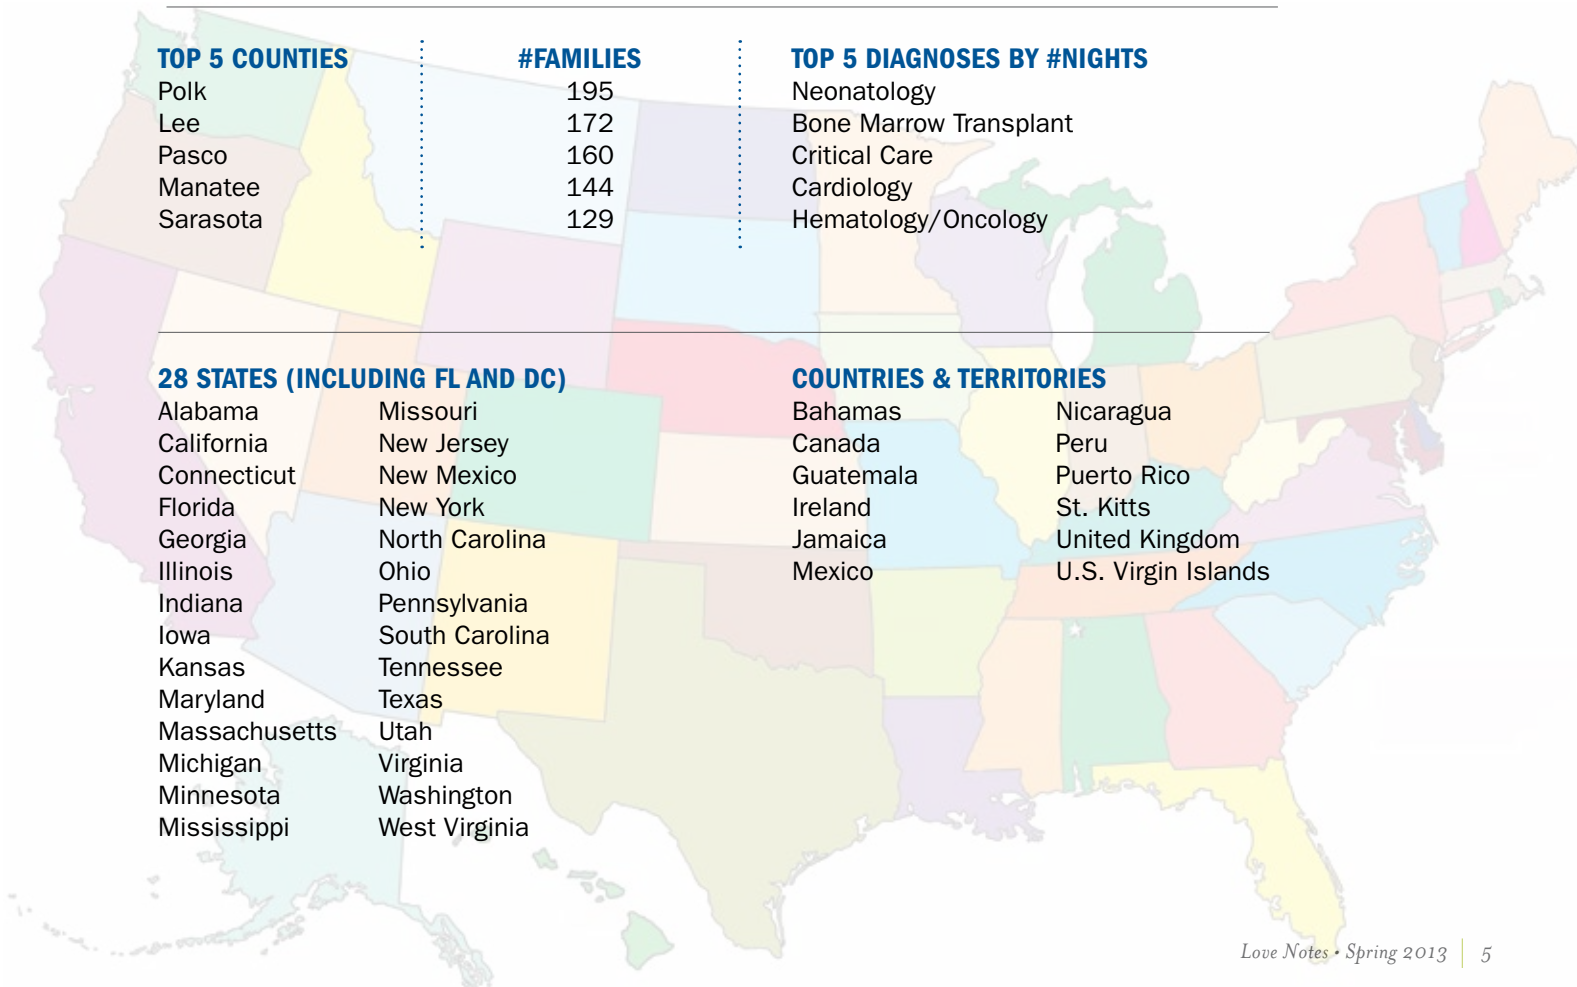 TOP 5 COUNTIES
Polk
Lee
Pasco
Manatee
Sarasota
#FAMILIES
195
172
160
144
129
TOP 5 DIAGNOSES BY #NIGHTS
Neonatology
Bone Marrow Transplant
Critical Care
Cardiology
Hematology/Oncology
28 STATES (INCLUDING FL AND DC)
Alabama
California
Connecticut
Florida
Georgia
Illinois
Indiana
Iowa
Kansas
Maryland
Massachusetts
Michigan
Minnesota
Mississippi
Missouri
New Jersey
New Mexico
New York
North Carolina
Ohio
Pennsylvania
South Carolina
Tennessee
Texas
Utah
Virginia
Washington
West Virginia
COUNTRIES & TERRITORIES
Bahamas
Canada
Guatemala
Ireland
Jamaica
Mexico
Nicaragua
Peru
Puerto Rico
St. Kitts
United Kingdom
U.S. Virgin Islands
Love Notes • Spring 2013 | 5